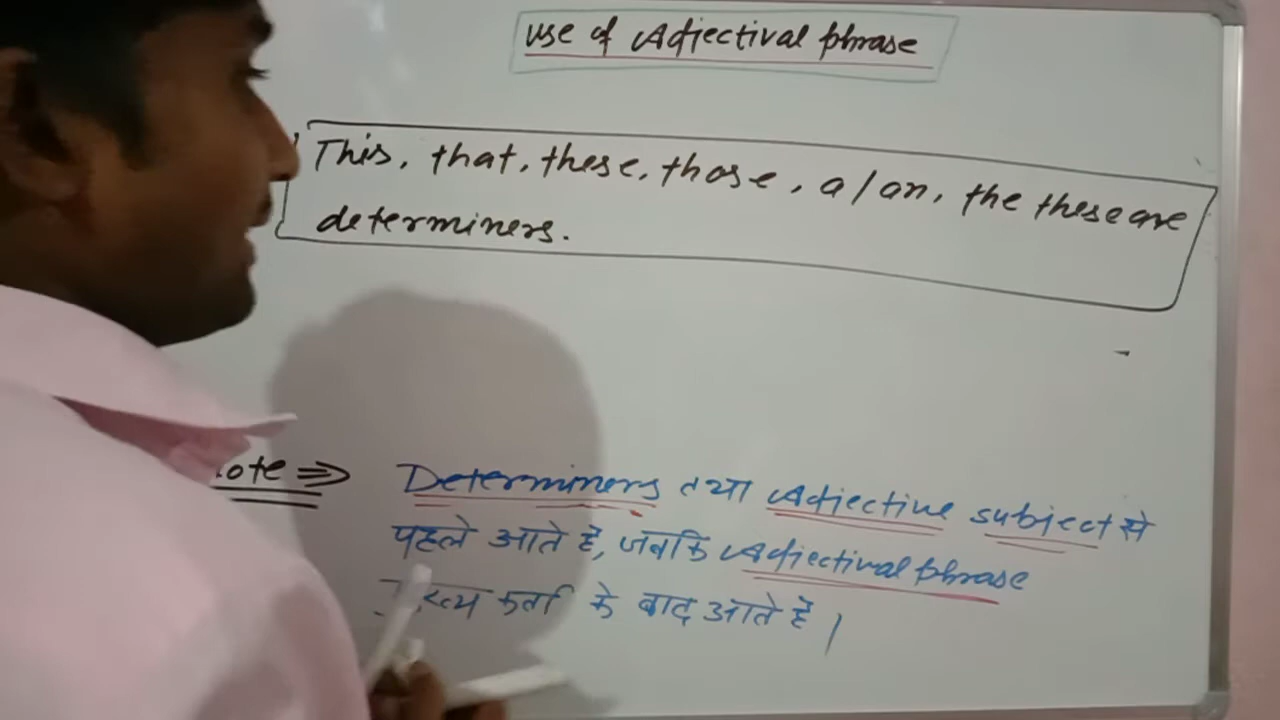 use of Adjectival phrase
This, that, these, those, a/an, the these are
determiners.
Determiners तथा Adjective subject से
पहले आते हैं, जबकि Adjectival phrase
कर्ता के बाद आते हैं।